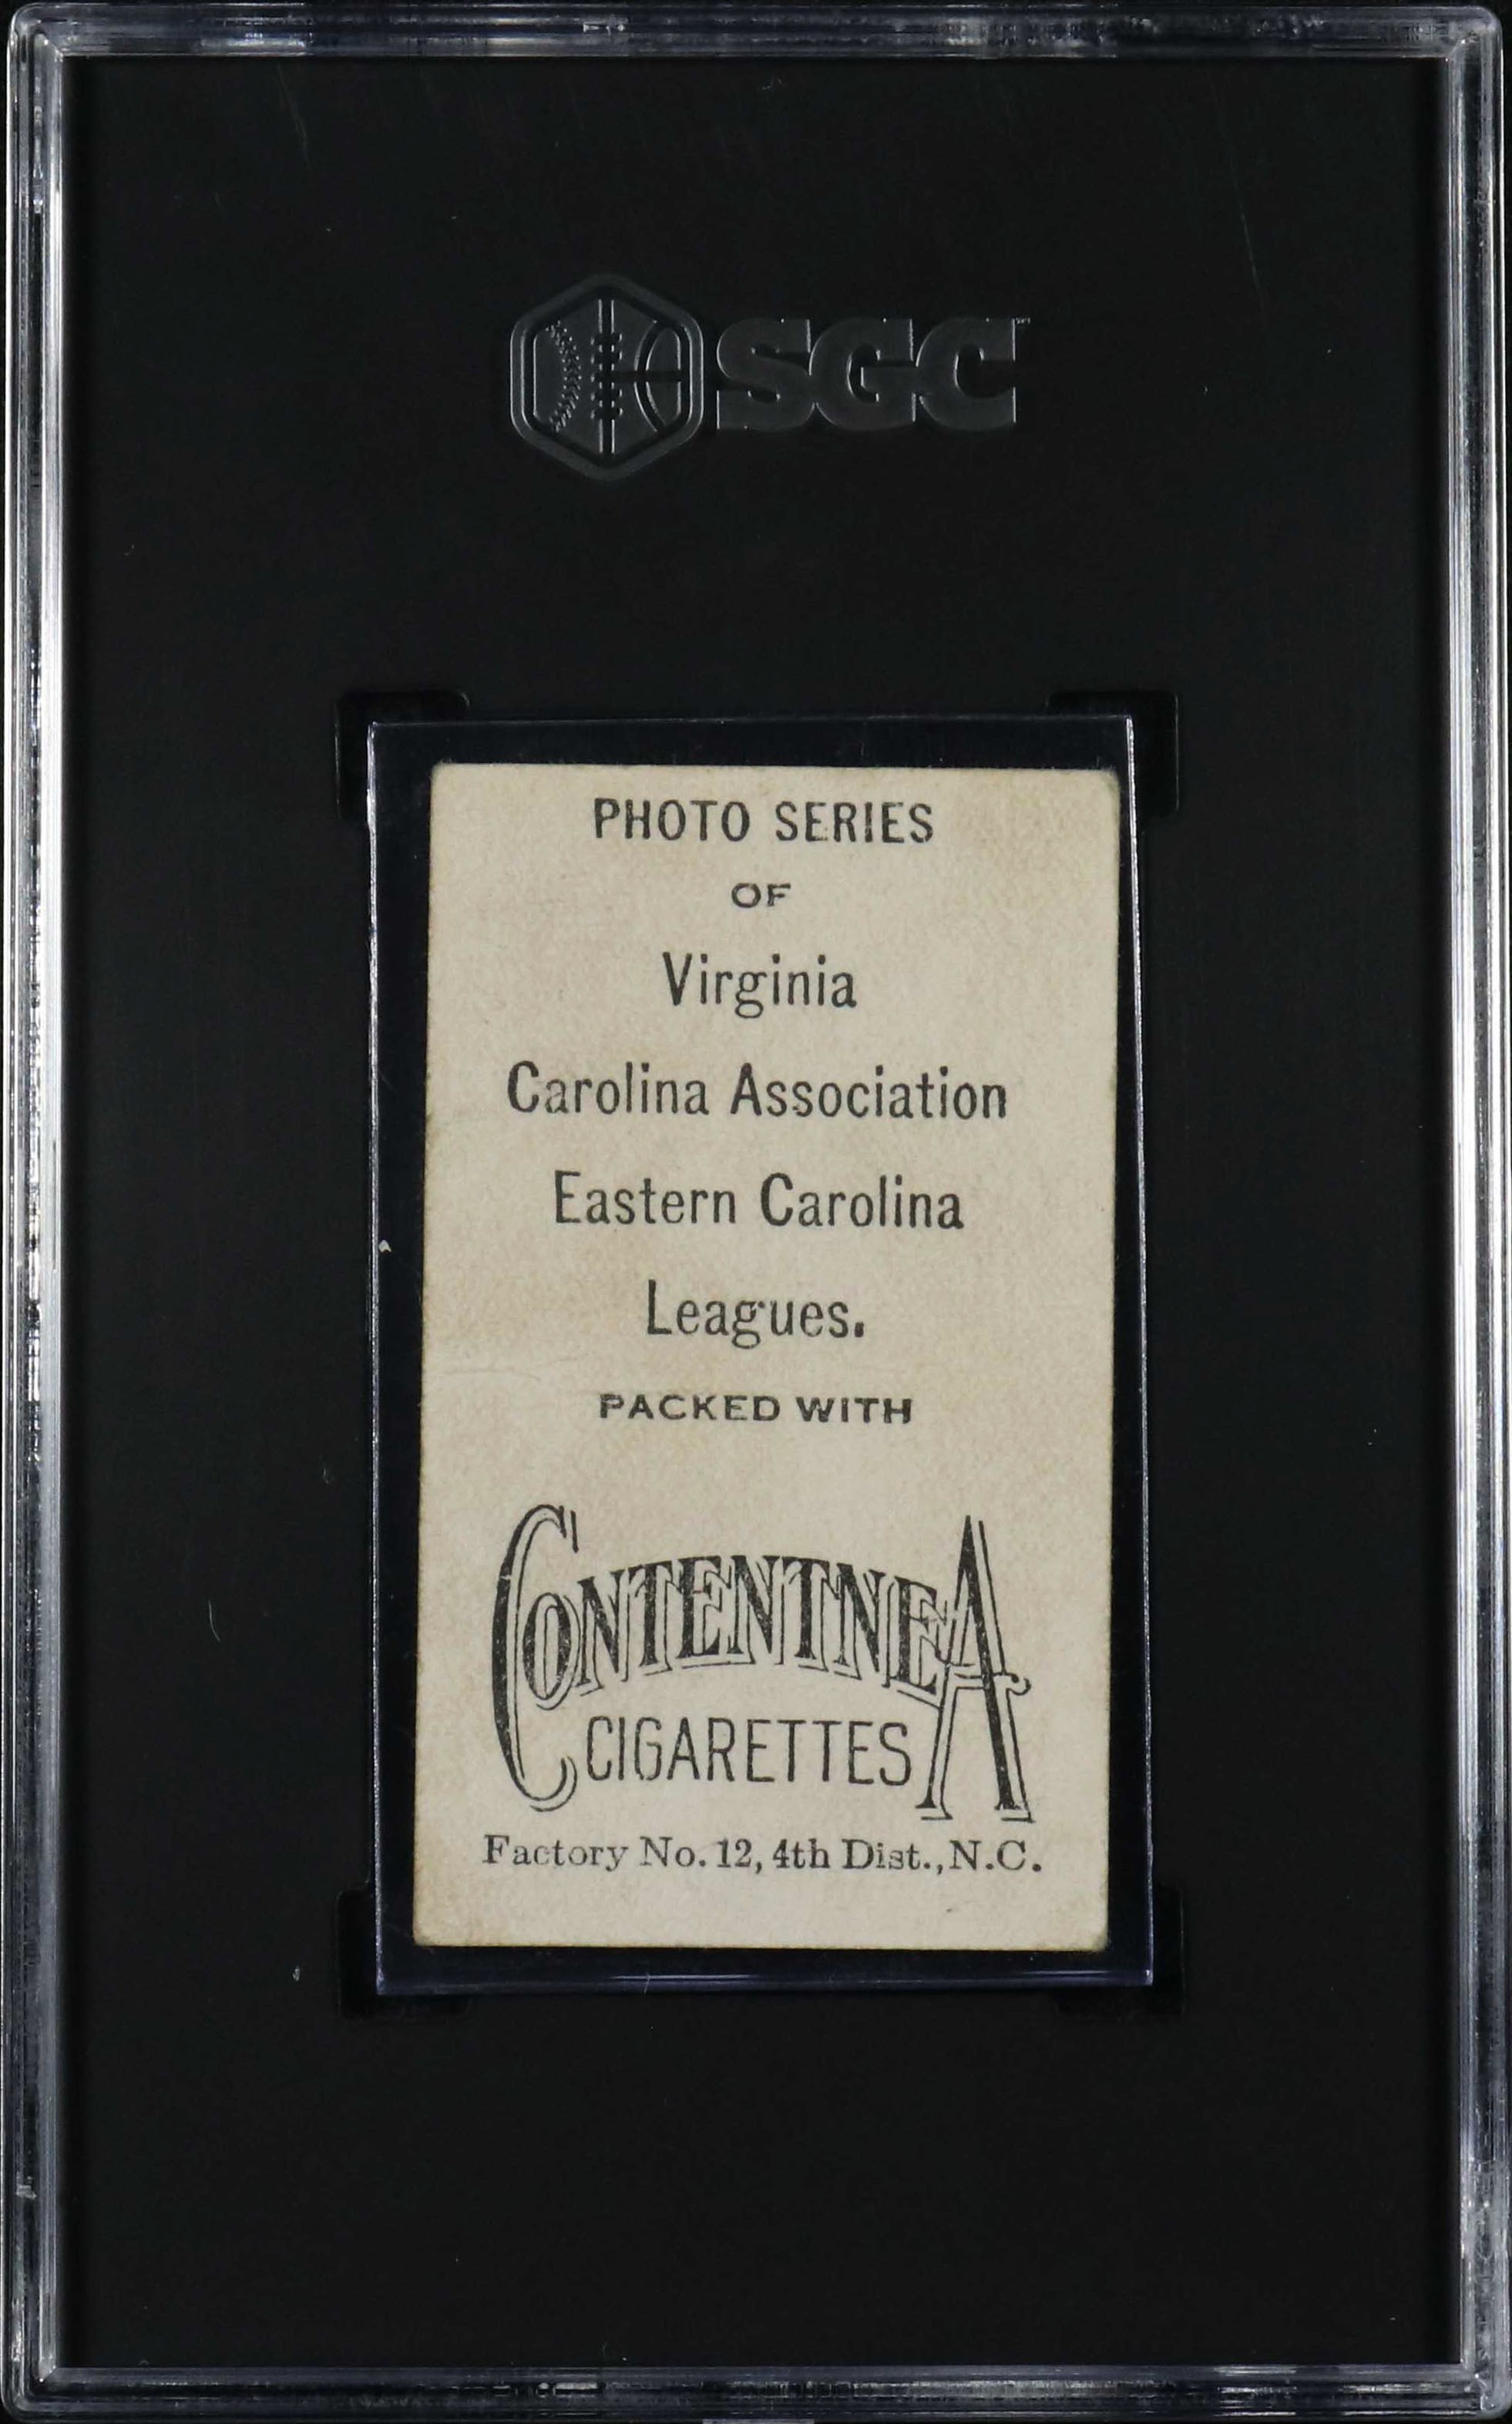 SGC
PHOTO SERIES
OF
Virginia
Carolina Association
Eastern Carolina
Leagues.
PACKED WITH
CONTENTNEA
CIGARETTES
Factory No. 12, 4th Dist., N.C.